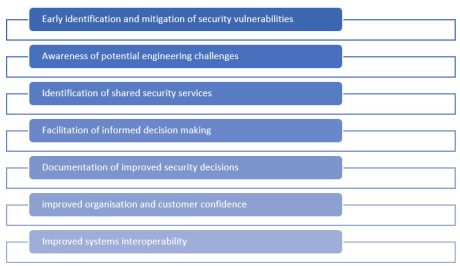 Early identification and mitigation of security vulnerabilities
Awareness of potential engineering challenges
Identification of shared security services
Facilitation of informed decision making
Documentation of improved security decisions
improved organisation and customer confidence
Improved systems interoperability